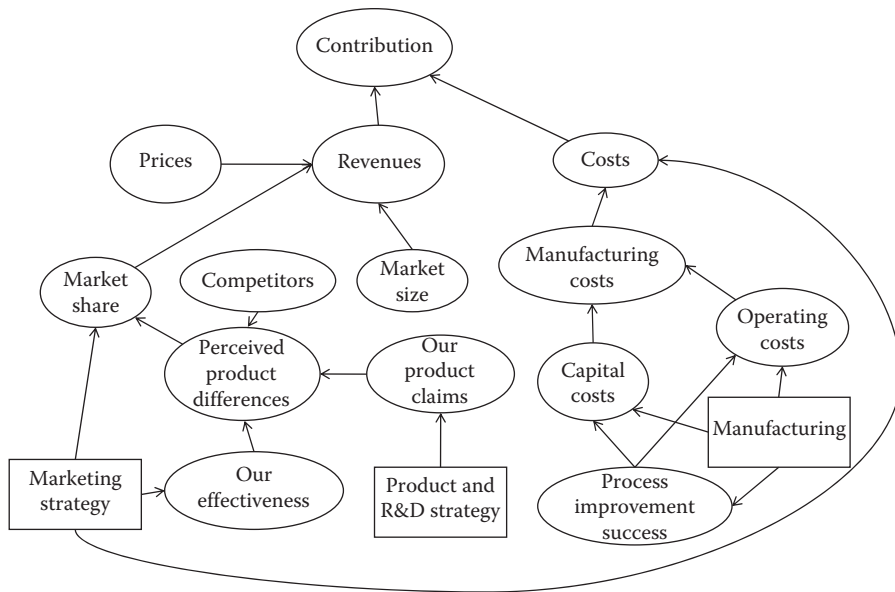 Contribution
Prices
Revenues
Costs
Market
share
Competitors
Market
size
Manufacturing
costs
Operating
costs
Perceived
product
differences
Our
product
claims
Capital
costs
Manufacturing
Marketing
strategy
Our
effectiveness
Product and
R&D strategy
Process
improvement
success